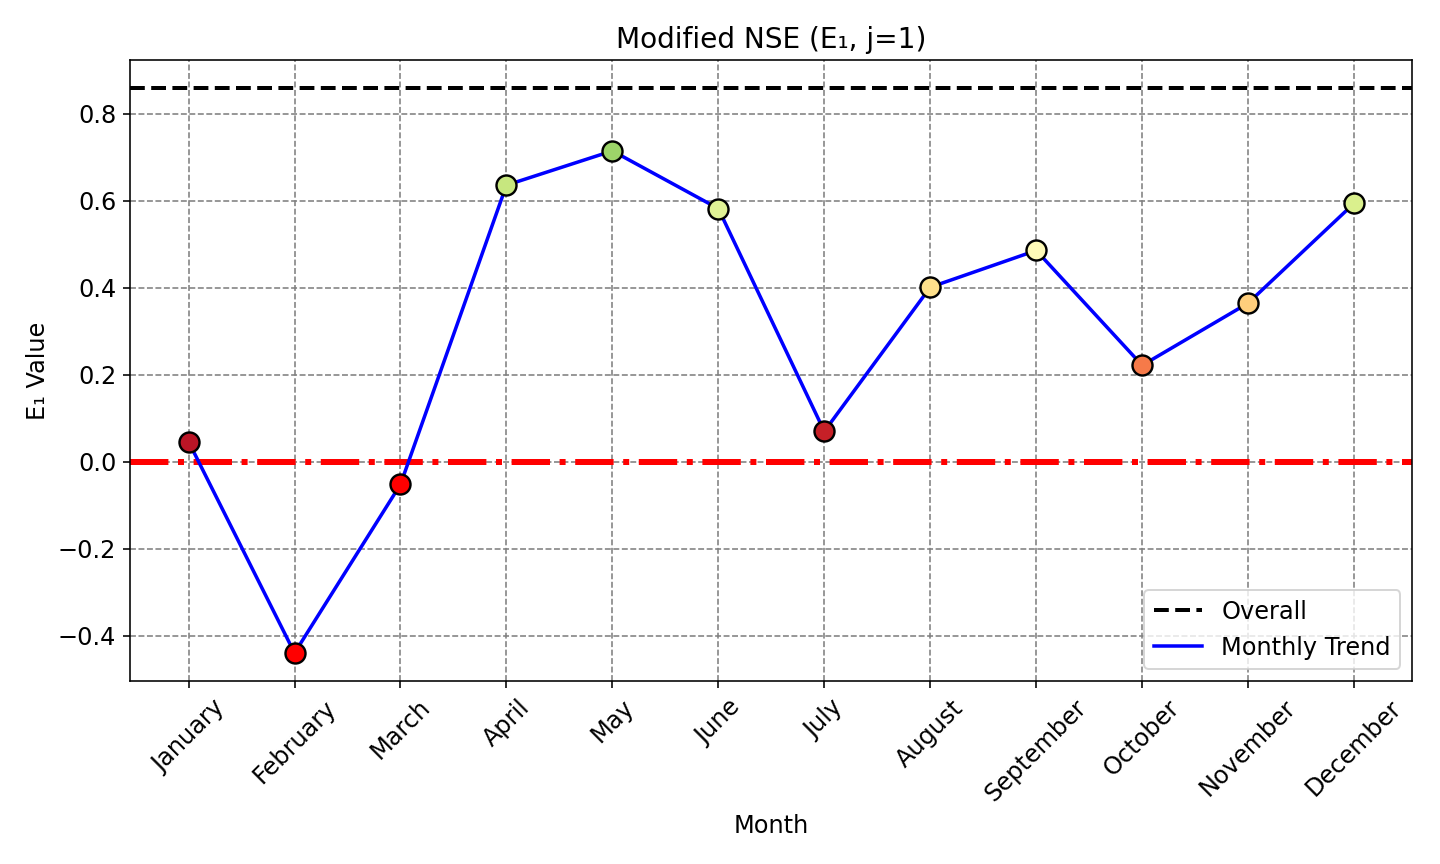 Modified NSE (E₁, j=1)
E₁ Value
0.8
0.6
0.4
0.2
0.0
−0.2
−0.4
Overall
Monthly Trend
January
February
March
April
May
June
July
August
September
October
November
December
Month